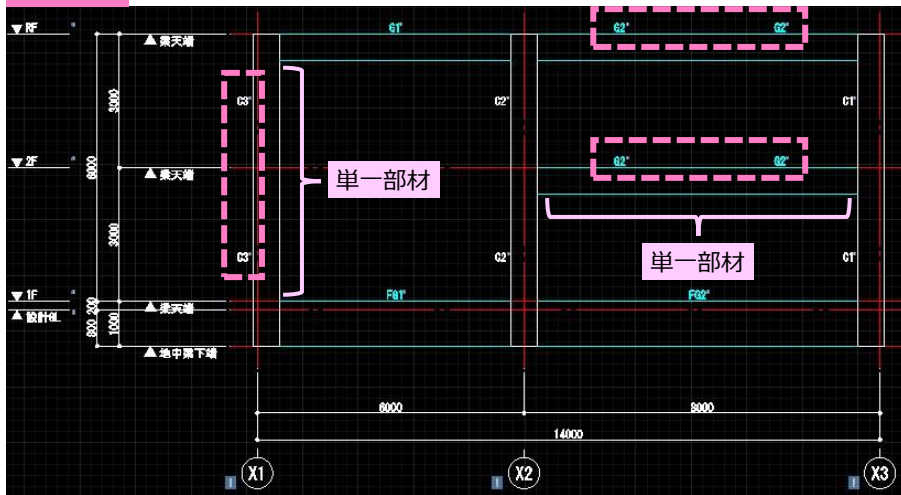 ▼ RF
▲ 梁天端
G1"
G2"
G2"
3000
C3"
C2"
C1"
単一部材
6000
▼ 2F
▲ 梁天端
G2"
G2"
3000
C3"
C2"
C1"
単一部材
▼ 1F
▲ 設計GL
▲ 梁天端
FG1"
FG2"
200
800
1000
▲ 地中梁下端
6000
8000
14000
X1
X2
X3